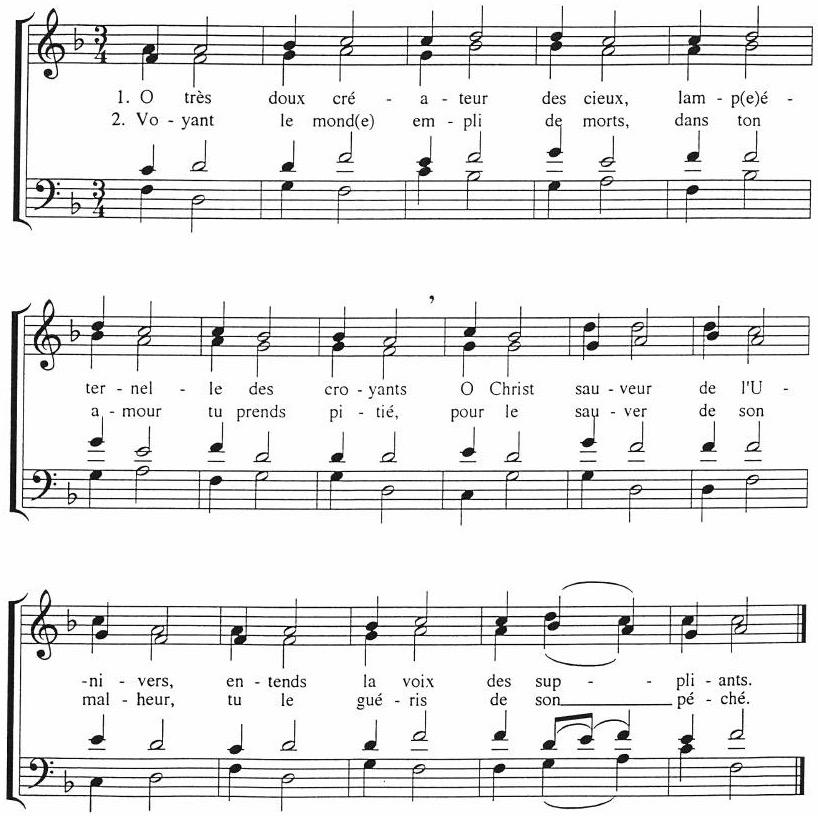 1. O très doux cré - a - teur des cieux, lam - p(e)é -
2. Vo - yant le mond(e) em - pli de morts, dans ton
ter - nel - le des cro - yants O Christ sau - veur de l'U -
a - mour tu prends pi - tié, pour le sau - ver de son
-ni - vers, en - tends la voix des sup - - pli - ants.
mal - heur, tu le gué - ris de son pé - ché.